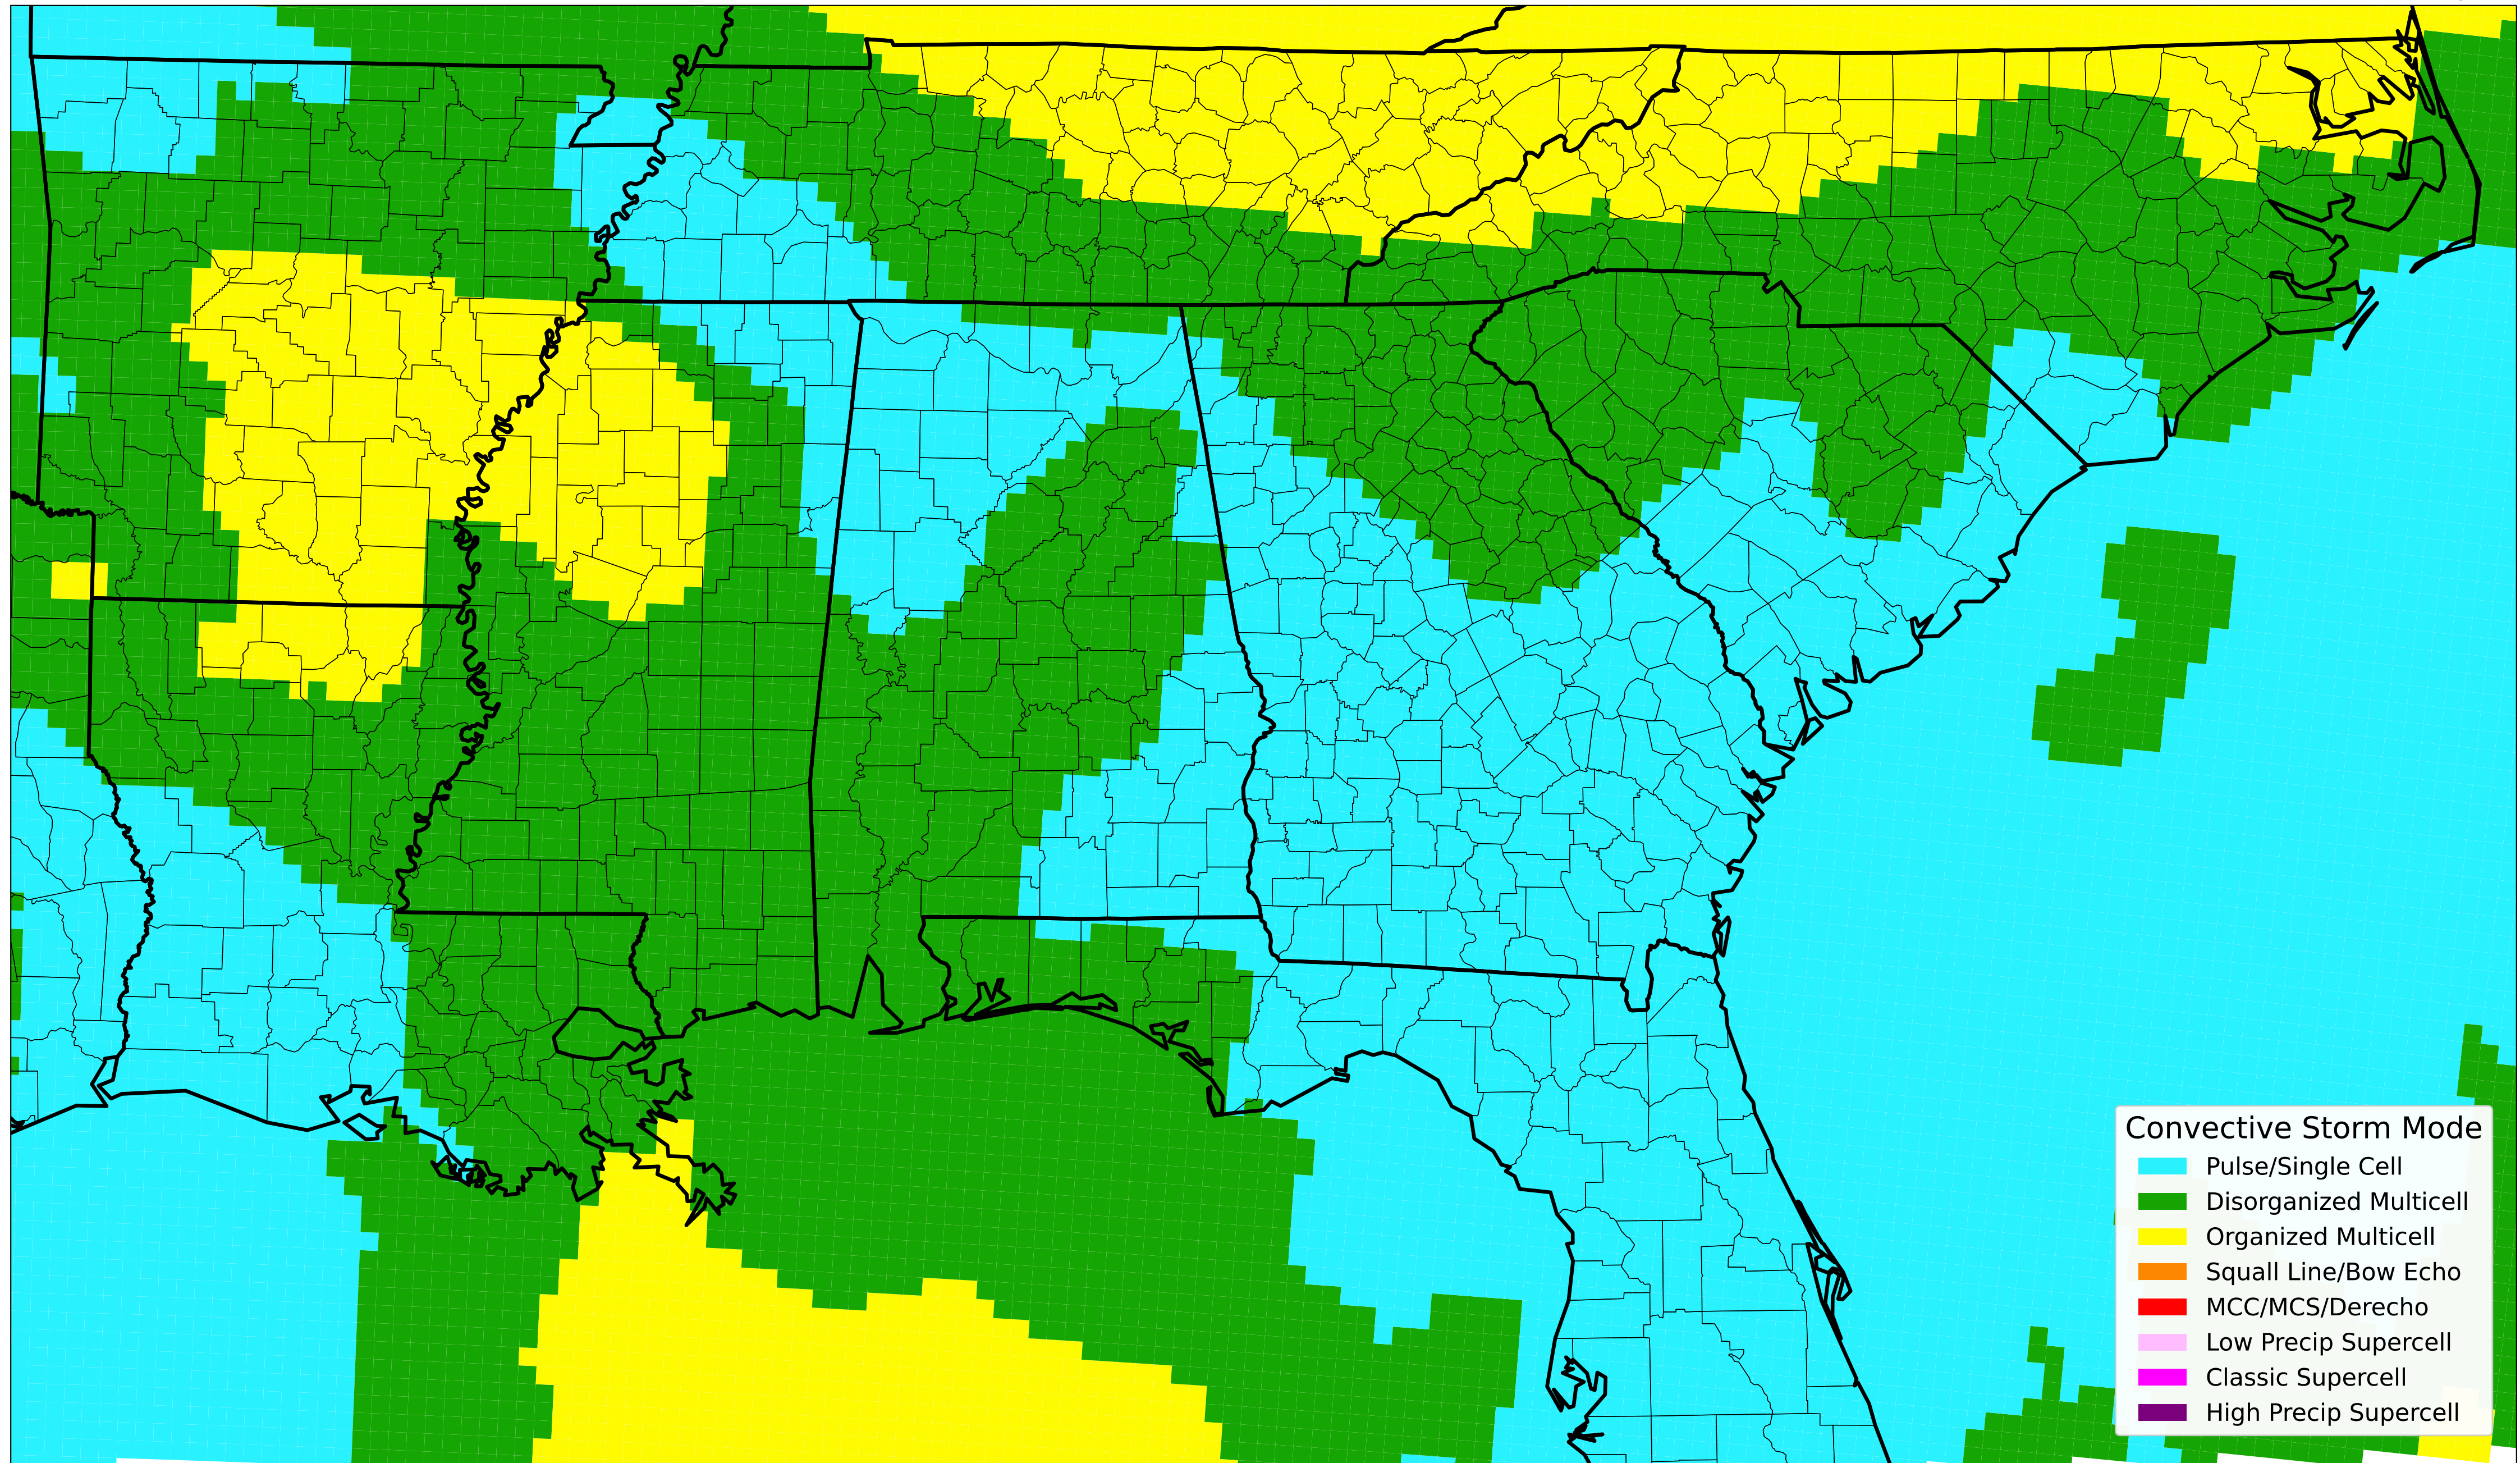 Convective Storm Mode
Pulse/Single Cell
Disorganized Multicell
Organized Multicell
Squall Line/Bow Echo
MCC/MCS/Derecho
Low Precip Supercell
Classic Supercell
High Precip Supercell